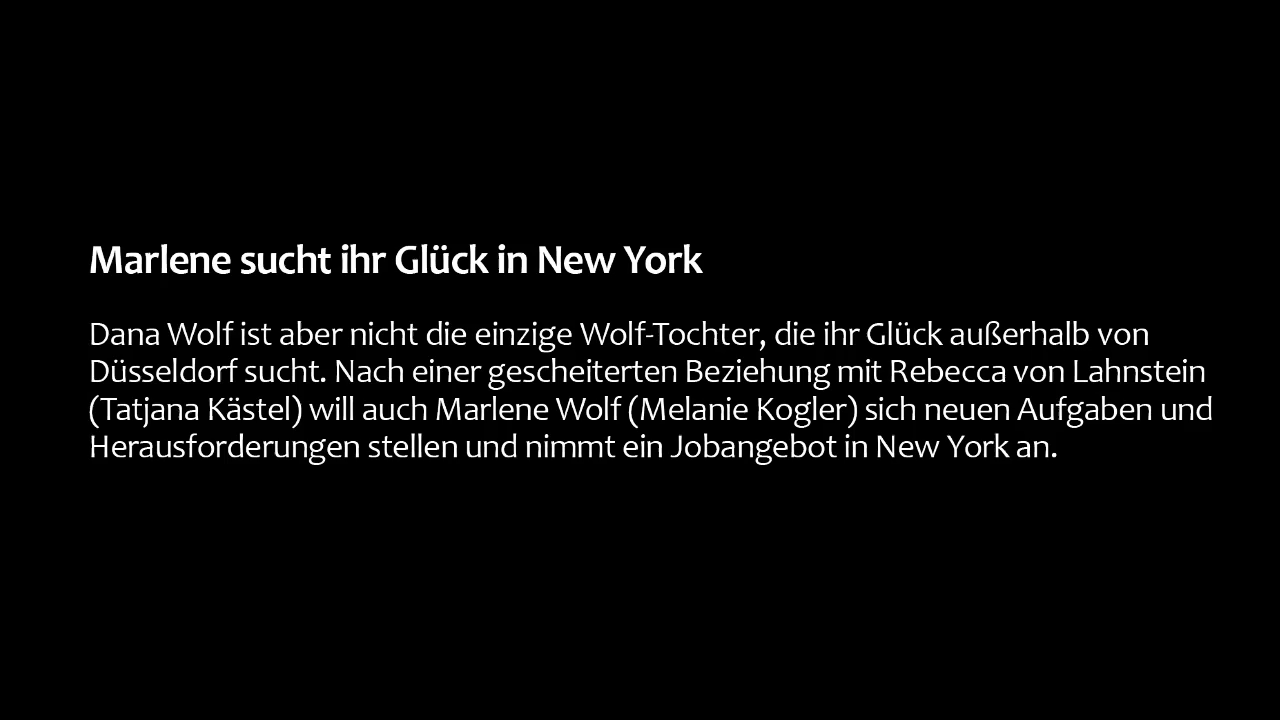 Marlene sucht ihr Glück in New York
Dana Wolf ist aber nicht die einzige Wolf-Tochter, die ihr Glück außerhalb von
Düsseldorf sucht. Nach einer gescheiterten Beziehung mit Rebecca von Lahnstein
(Tatjana Kästel) will auch Marlene Wolf (Melanie Kogler) sich neuen Aufgaben und
Herausforderungen stellen und nimmt ein Jobangebot in New York an.